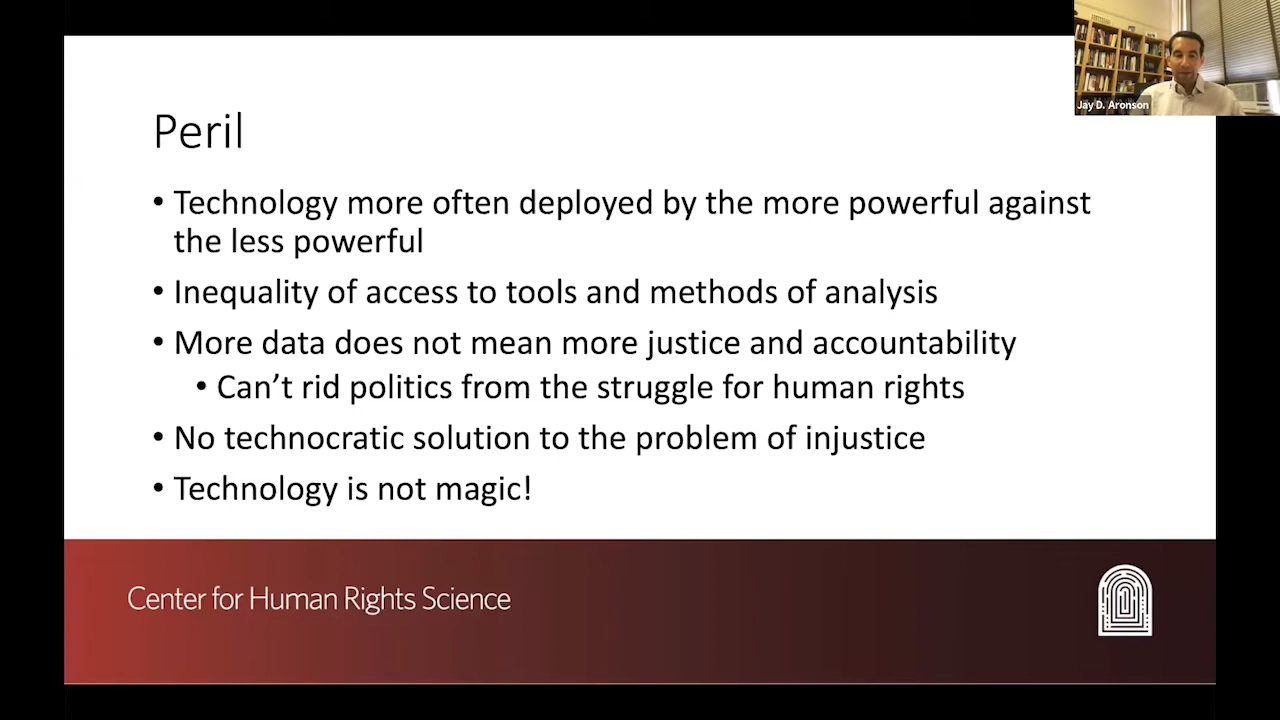 Jay D. Aronson
Peril
• Technology more often deployed by the more powerful against
the less powerful
• Inequality of access to tools and methods of analysis
• More data does not mean more justice and accountability
• Can’t rid politics from the struggle for human rights
• No technocratic solution to the problem of injustice
• Technology is not magic!
Center for Human Rights Science